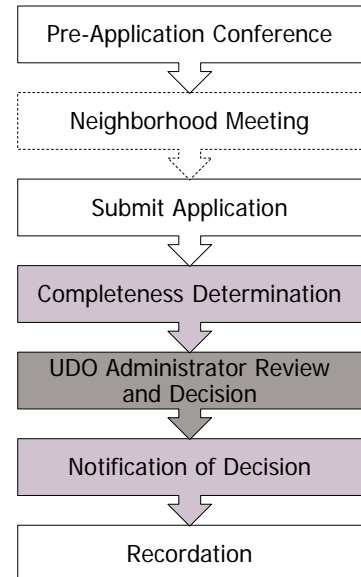 Pre-Application Conference
Neighborhood Meeting
Submit Application
Completeness Determination
UDO Administrator Review
and Decision
Notification of Decision
Recordation